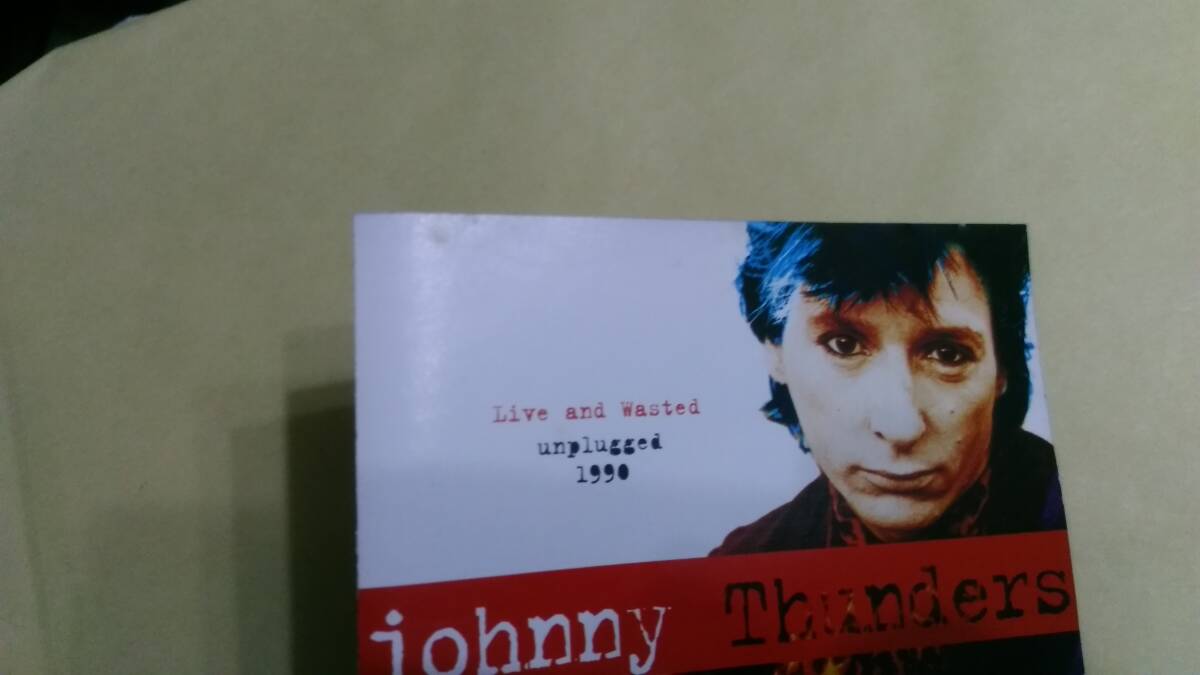 Live and Wasted
unplugged
1990
johnny Thunders